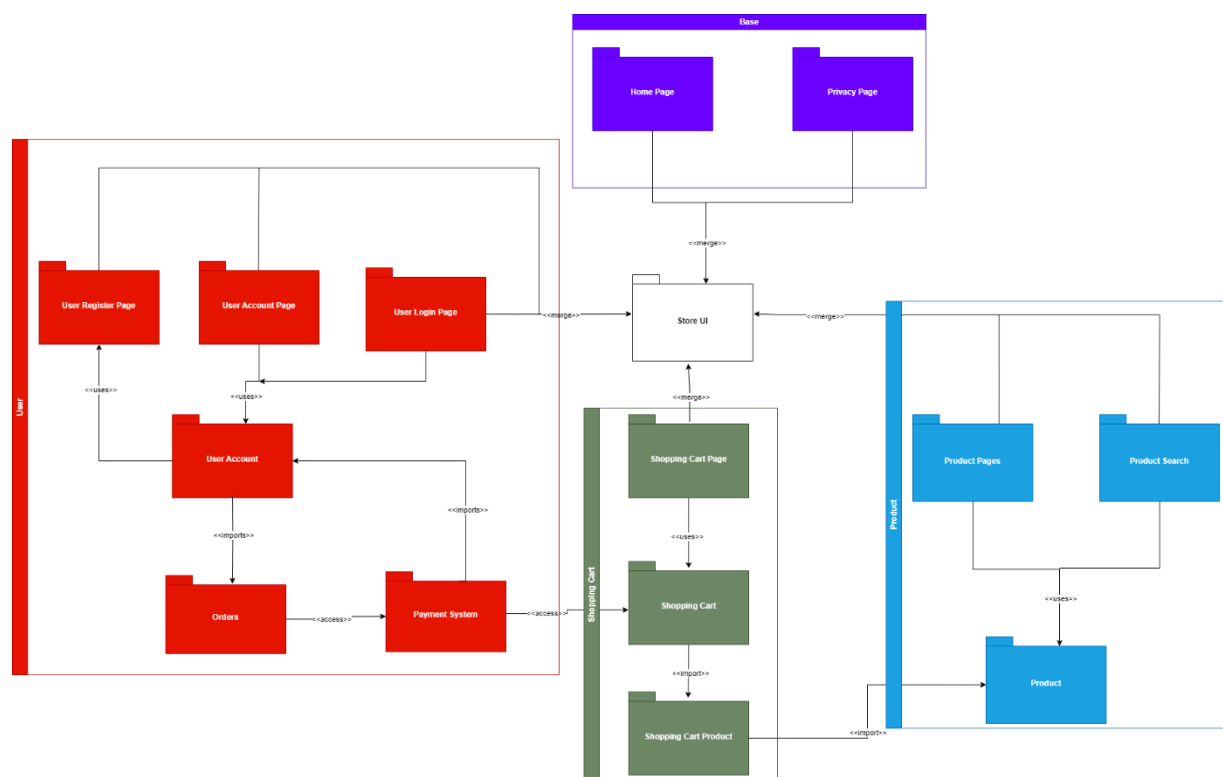 Base
Home Page
Privacy Page
<<merge>>
User
User Register Page
User Account Page
User Login Page
<<merge>>
Store UI
<<merge>>
<<uses>>
<<uses>>
<<merge>>
User Account
Shopping Cart
Shopping Cart Page
Product
Product Pages
Product Search
<<imports>>
<<imports>>
<<uses>>
Orders
<<access>>
Payment System
<<access>>
Shopping Cart
<<uses>>
<<import>>
Product
Shopping Cart Product
<<import>>